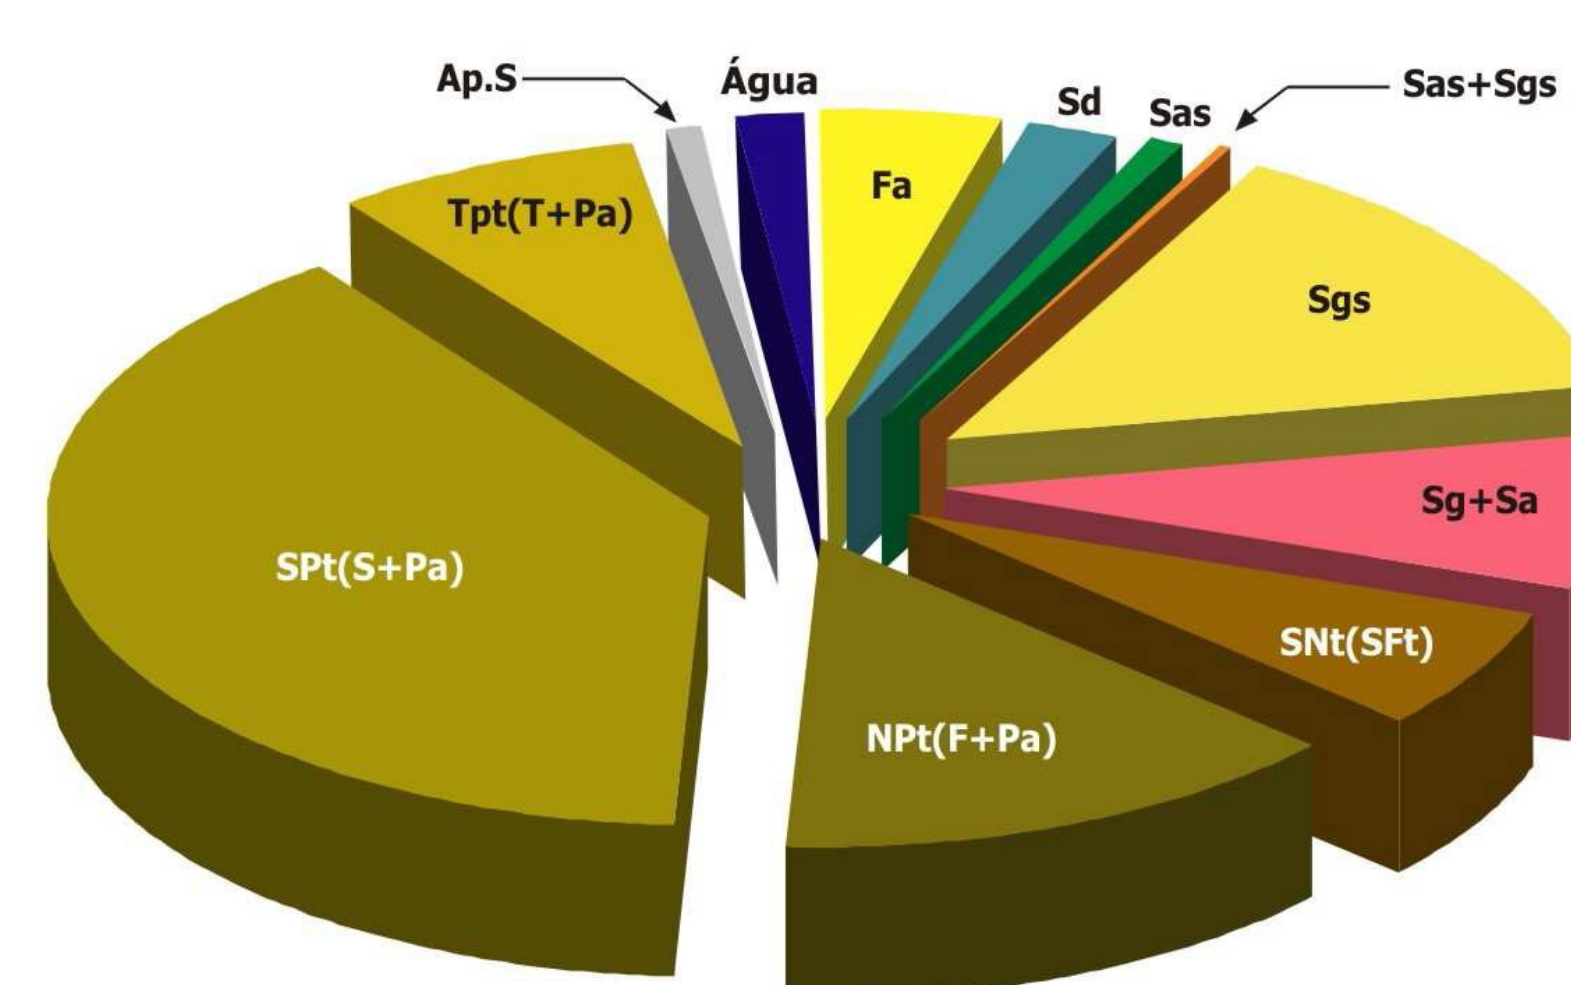 Ap.S
Água
Sd
Sas
Sas+Sgs
Fa
Tpt(T+Pa)
Sgs
Sg+Sa
SPt(S+Pa)
SNt(SFt)
NPt(F+Pa)